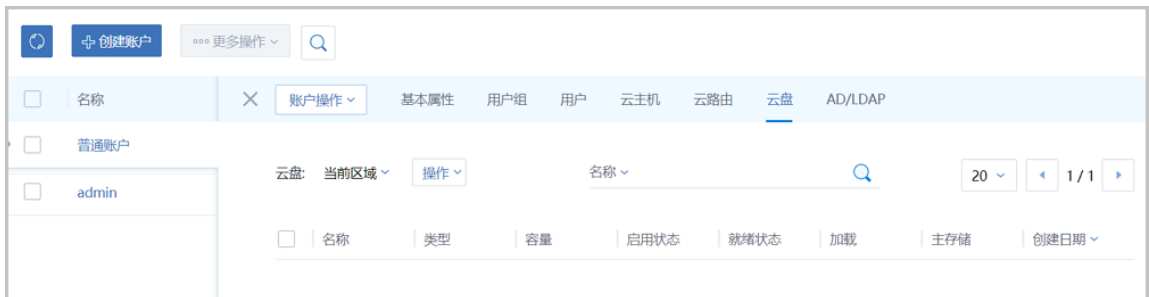 创建账户 更多操作
名称 账户操作 基本属性 用户组 用户 云主机 云路由 云盘 AD/LDAP
普通账户
云盘: 当前区域 操作 名称 20 1 / 1
admin
名称 类型 容量 启用状态 就绪状态 加载 主存储 创建日期